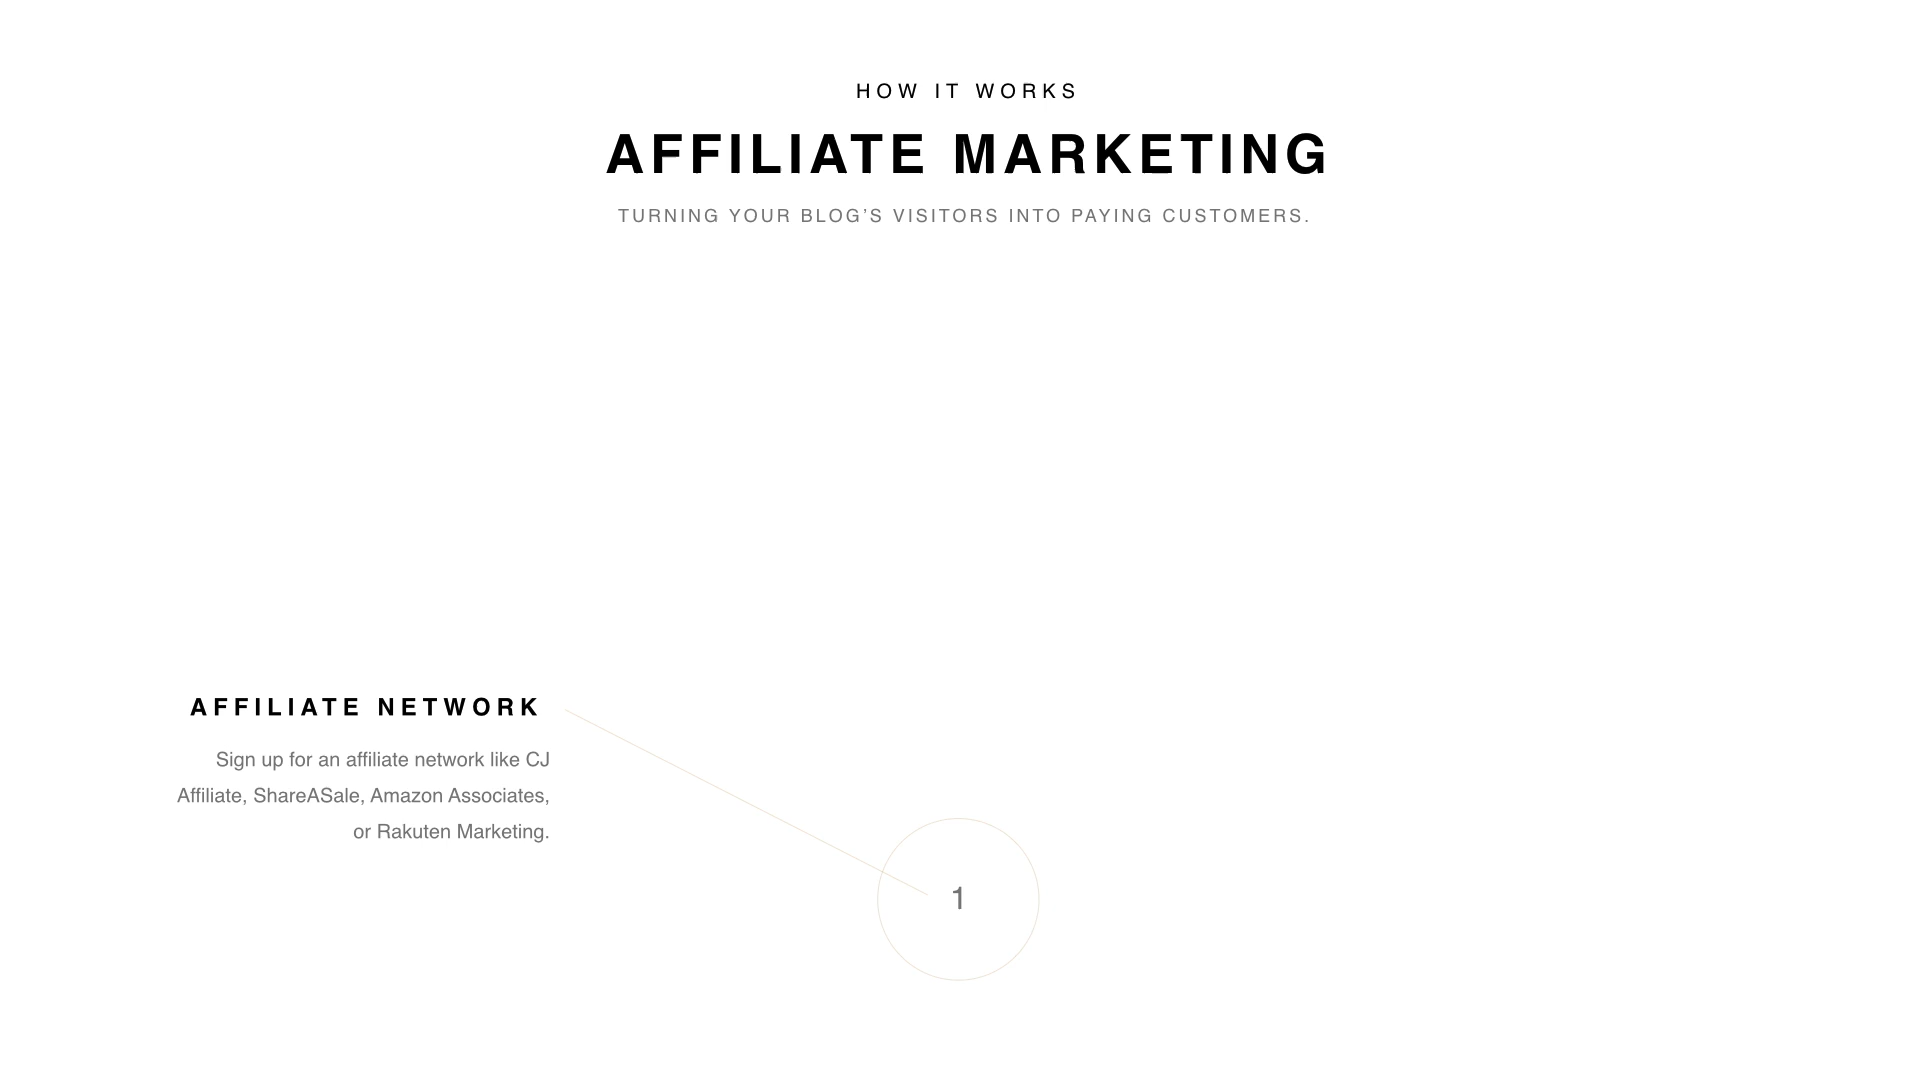 HOW IT WORKS
AFFILIATE MARKETING
TURNING YOUR BLOG’S VISITORS INTO PAYING CUSTOMERS.
AFFILIATE NETWORK
Sign up for an affiliate network like CJ
Affiliate, ShareASale, Amazon Associates,
or Rakuten Marketing.
1